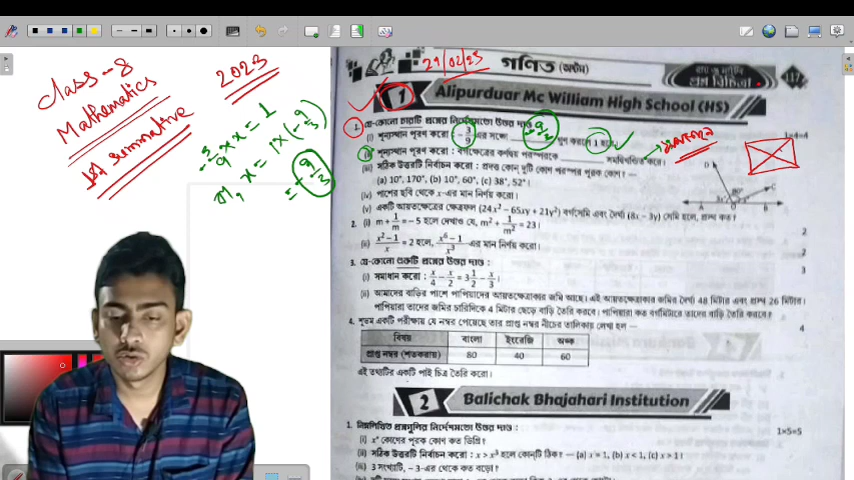 Class-8
Mathematics
2023
1st summative
-3/9 × x = 1
x = 1×(-9/3)
= -9/3
29/02/23
গণিত (অষ্টম)
প্রশ্ন বিচিত্রা
117
1 Alipurduar Mc William High School (HS)
1. যে-কোনো চারটি প্রশ্নের নির্দেশমতো উত্তর দাও
1×4=4
(i) শূন্যস্থান পূরণ করো : -3/9 এর সঙ্গে ______ গুণ করলে 1 হবে
(ii) শূন্যস্থান পূরণ করো : বর্গক্ষেত্রের কর্ণদ্বয় পরস্পরকে ______ সমদ্বিখণ্ডিত করে।
(iii) সঠিক উত্তরটি নির্বাচন করো : প্রদত্ত কোন্ দুটি কোণ পরস্পর পূরক কোণ? —
(a) 10°, 170°, (b) 10°, 60°, (c) 38°, 52°।
(iv) পাশের ছবি থেকে x-এর মান নির্ণয় করো।
D
C
A O B
(v) একটি আয়তক্ষেত্রের ক্ষেত্রফল (24x² – 65xy + 21y²) বর্গসেমি এবং দৈর্ঘ্য (8x – 3y) সেমি হলে, প্রস্থ কত?
2. (i) m + 1/m = – 5 হলে দেখাও যে, m² + 1/m² = 23।
2
(ii) x²–1/x = 2 হলে, x⁶–1/x³ এর মান নির্ণয় করো।
2
3. যে-কোনো একটি প্রশ্নের উত্তর দাও :
3
(i) সমাধান করো : x/4 – x/2 = 3 1/2 – x/3।
(ii) আমাদের বাড়ির পাশে পাপিয়াদের আয়তক্ষেত্রাকার জমি আছে। এই আয়তক্ষেত্রাকার জমির দৈর্ঘ্য 48 মিটার এবং প্রস্থ 26 মিটার।
পাপিয়ারা তাদের জমির চারিদিকে 4 মিটার ছেড়ে বাড়ি তৈরি করবে। পাপিয়ারা কত বর্গমিটারে তাদের বাড়ি তৈরি করবে?
4. শূভম একটি পরীক্ষায় যে নম্বর পেয়েছে তার প্রাপ্ত নম্বর নীচের তালিকায় লেখা হল —
4
বিষয় বাংলা ইংরেজি অঙ্ক
প্রাপ্ত নম্বর (শতকরায়) 80 40 60
এই তথ্যটির একটি পাই চিত্র তৈরি করো।
2 Balichak Bhajahari Institution
1. নিম্নলিখিত প্রশ্নগুলির নির্দেশমতো উত্তর দাও :
1×5=5
(i) x° কোণের পূরক কোণ কত ডিগ্রি?
(ii) সঠিক উত্তরটি নির্বাচন করো : x > x³ হলে কোন্‌টি ঠিক? — (a) x = 1, (b) x < 1, (c) x > 1।
(iii) 3 সংখ্যাটি, – 3-এর থেকে কত বড়ো?